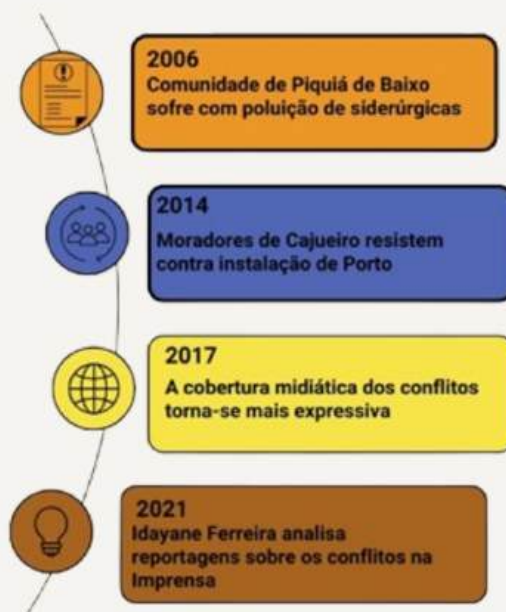 2006
Comunidade de Piquiá de Baixo
sofre com poluição de siderúrgicas
2014
Moradores de Cajueiro resistem
contra instalação de Porto
2017
A cobertura midiática dos conflitos
torna-se mais expressiva
2021
Idayane Ferreira analisa
reportagens sobre os conflitos na
Imprensa